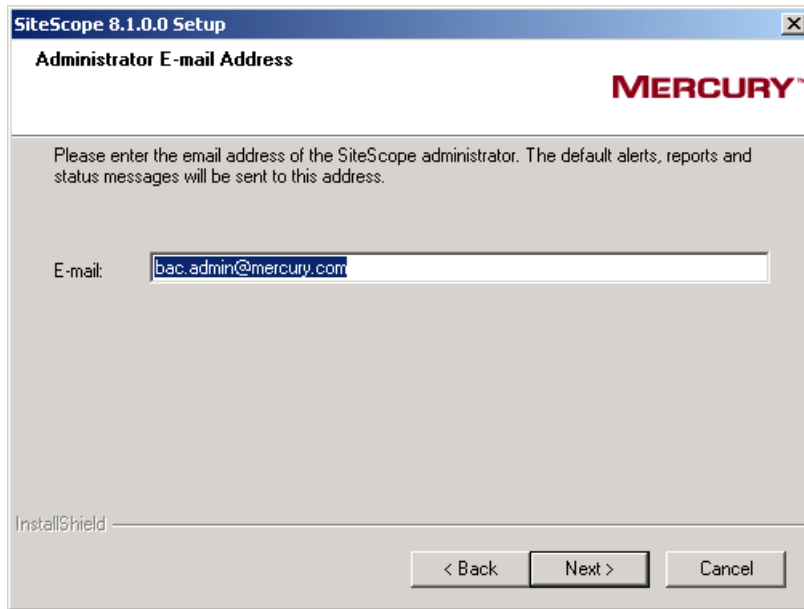 SiteScope 8.1.0.0 Setup
Administrator E-mail Address
MERCURY™
Please enter the email address of the SiteScope administrator. The default alerts, reports and
status messages will be sent to this address.
E-mail:
bac.admin@mercury.com
InstallShield
< Back
Next >
Cancel